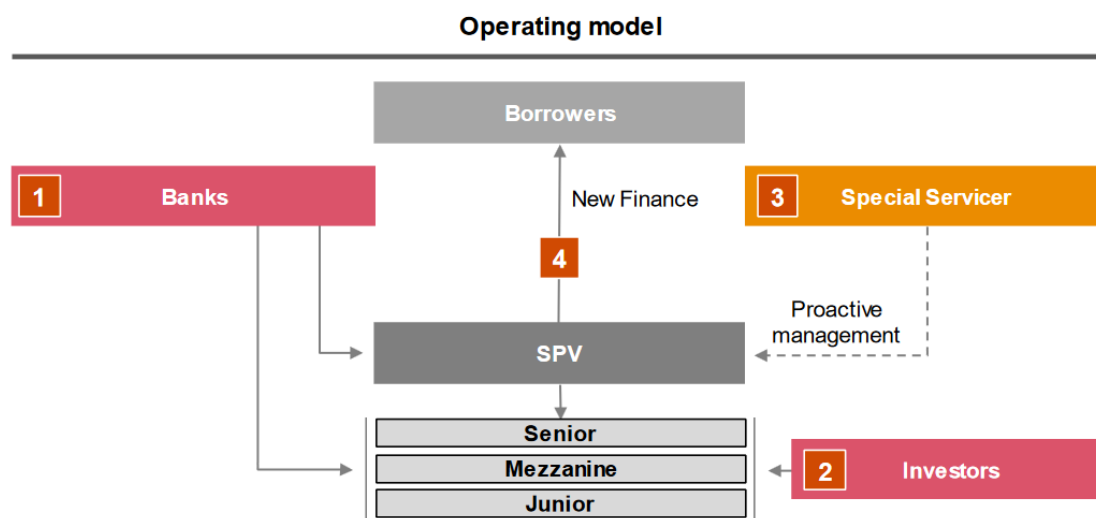 Operating model
Borrowers
1
Banks
New Finance
3
Special Servicer
4
Proactive
management
SPV
Senior
Mezzanine
Junior
2
Investors